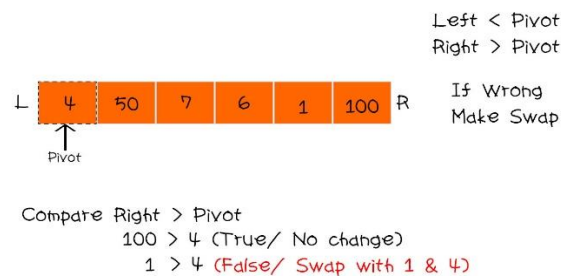 Left < Pivot
Right > Pivot
If Wrong
Make Swap
L 4 50 7 6 1 100 R
Pivot
Compare Right > Pivot
100 > 4 (True/ No change)
1 > 4 (False/ Swap with 1 & 4)